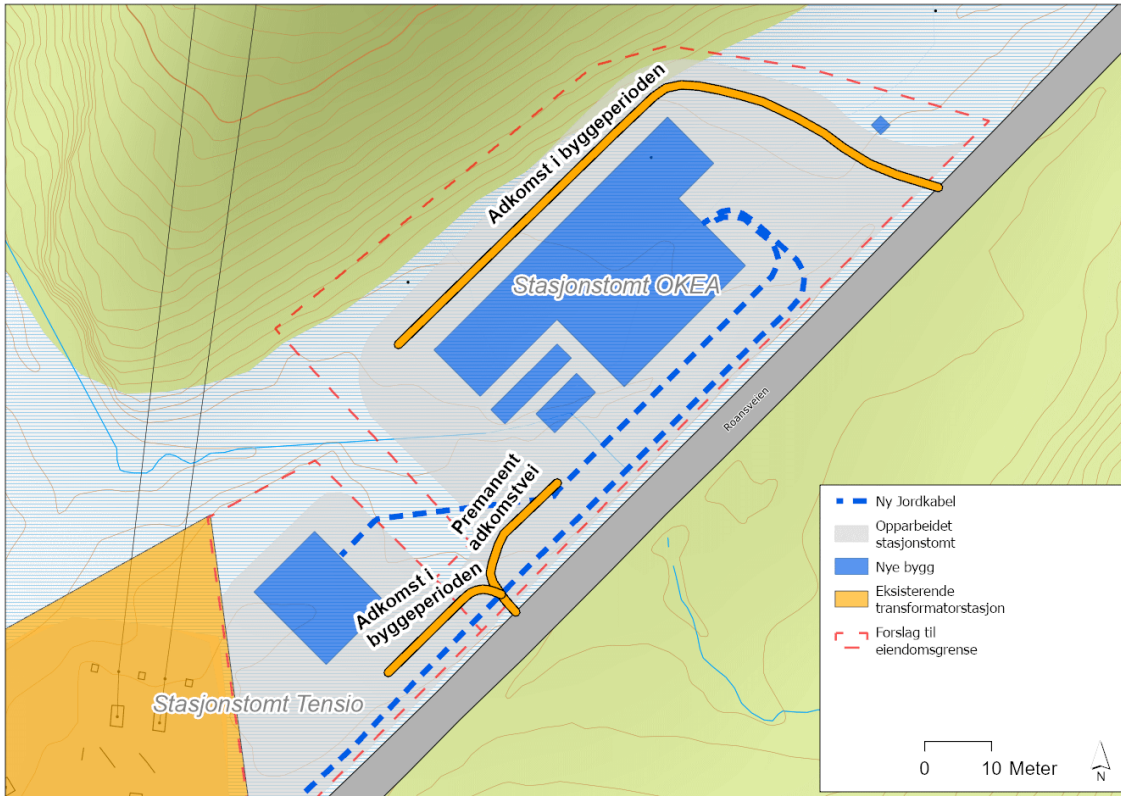 Adkomst i byggeperioden
Stasjonstomt OKEA
Roansveien
Premanent
adkomstvei
Adkomst i
byggeperioden
Stasjonstomt Tensio
Ny Jordkabel
Opparbeidet
stasjonstomt
Nye bygg
Eksisterende
transformatorstasjon
Forslag til
eiendomsgrense
0 10 Meter
N